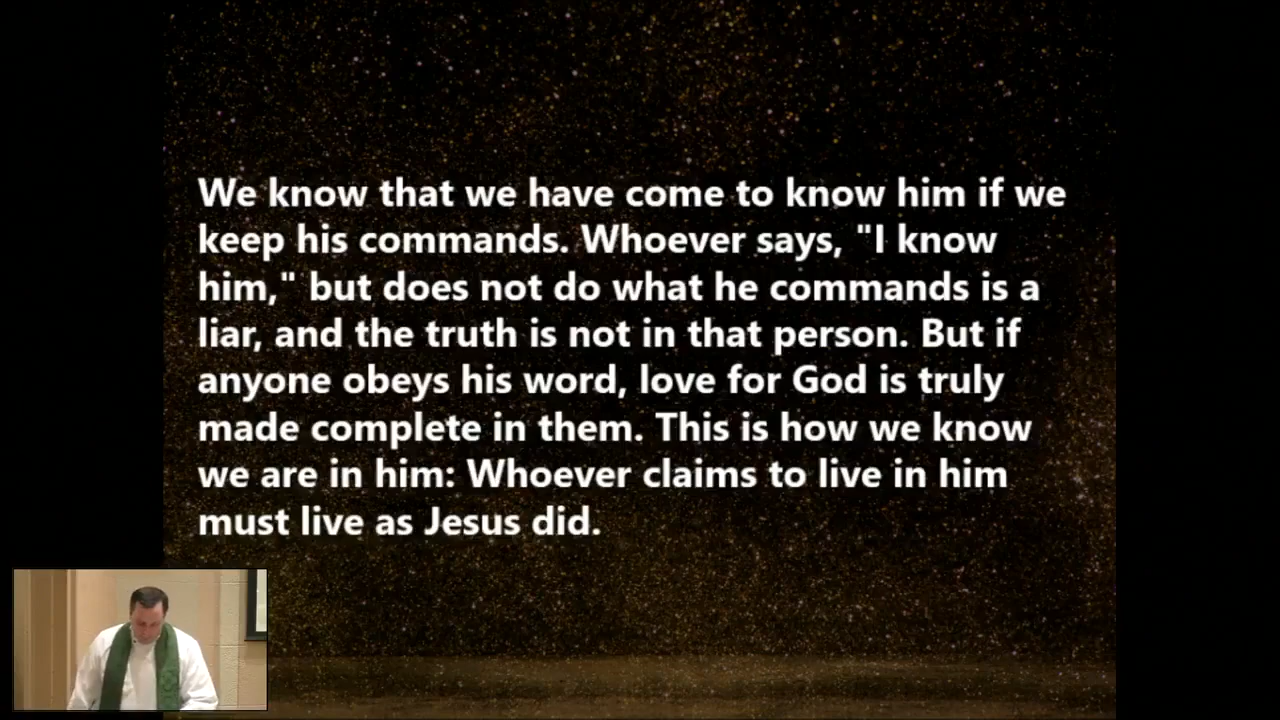 We know that we have come to know him if we
keep his commands. Whoever says, "I know
him," but does not do what he commands is a
liar, and the truth is not in that person. But if
anyone obeys his word, love for God is truly
made complete in them. This is how we know
we are in him: Whoever claims to live in him
must live as Jesus did.